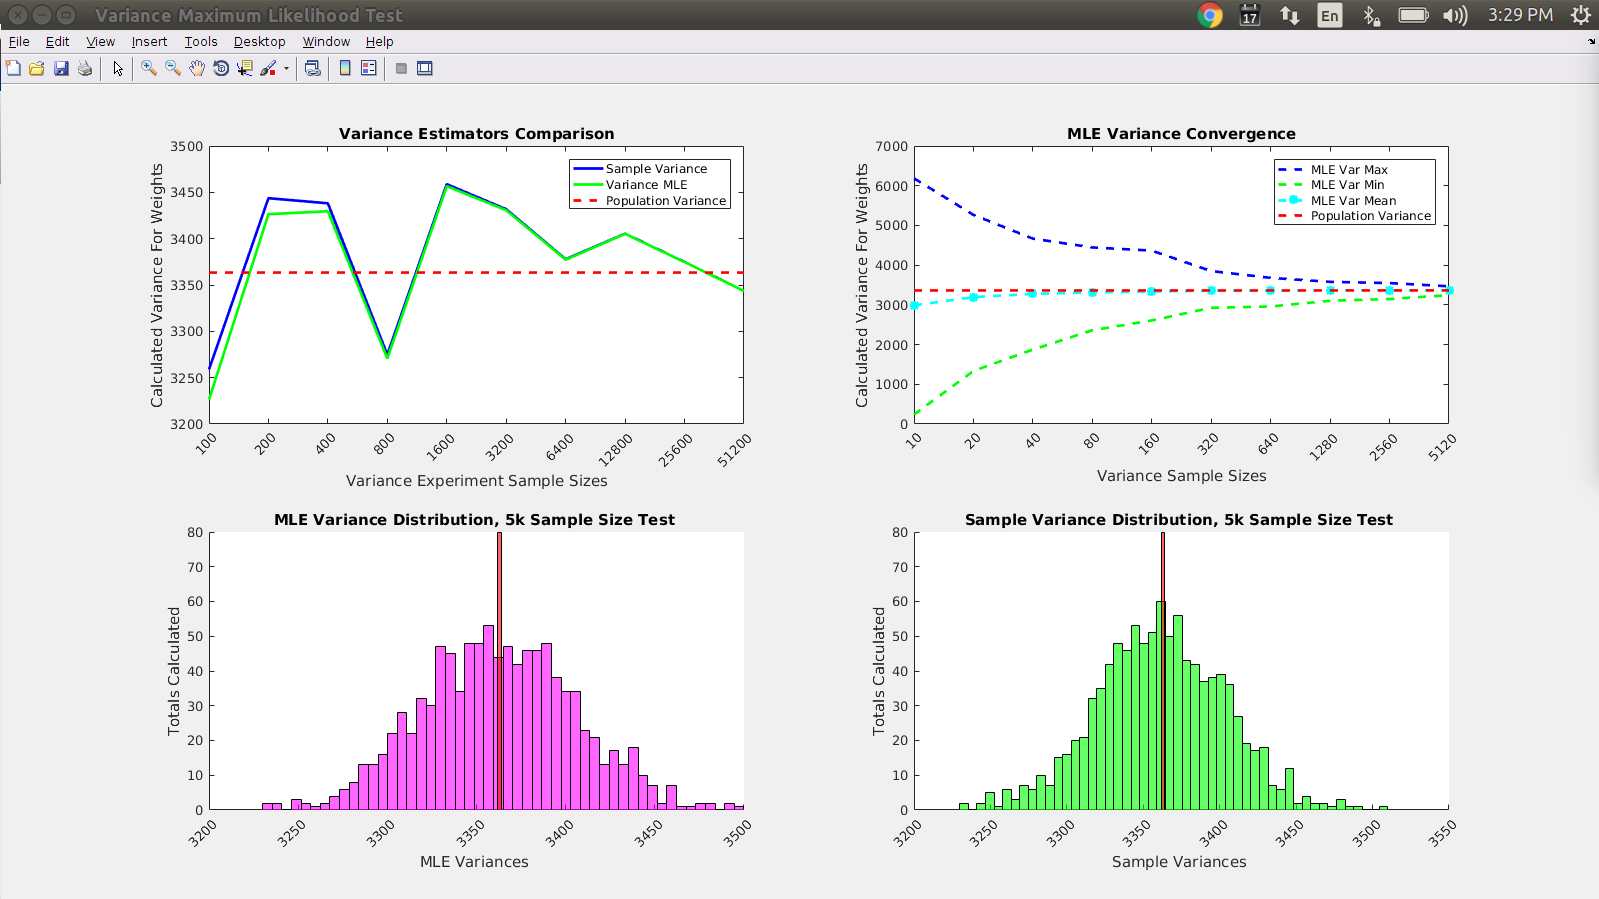 Variance Maximum Likelihood Test
17
En
3:29 PM
File Edit View Insert Tools Desktop Window Help
Variance Estimators Comparison
Calculated Variance For Weights
3500
3450
3400
3350
3300
3250
3200
Sample Variance
Variance MLE
Population Variance
100 200 400 800 1600 3200 6400 12800 25600 51200
Variance Experiment Sample Sizes
MLE Variance Convergence
Calculated Variance For Weights
7000
6000
5000
4000
3000
2000
1000
0
MLE Var Max
MLE Var Min
MLE Var Mean
Population Variance
10 20 40 80 160 320 640 1280 2560 5120
Variance Sample Sizes
MLE Variance Distribution, 5k Sample Size Test
Totals Calculated
80
70
60
50
40
30
20
10
0
3200 3250 3300 3350 3400 3450 3500
MLE Variances
Sample Variance Distribution, 5k Sample Size Test
Totals Calculated
80
70
60
50
40
30
20
10
0
3200 3250 3300 3350 3400 3450 3500 3550
Sample Variances